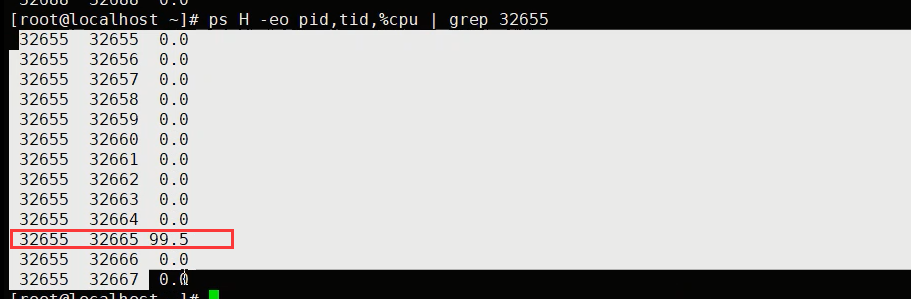 [root@localhost ~]# ps H -eo pid,tid,%cpu | grep 32655
32655 32655 0.0
32655 32656 0.0
32655 32657 0.0
32655 32658 0.0
32655 32659 0.0
32655 32660 0.0
32655 32661 0.0
32655 32662 0.0
32655 32663 0.0
32655 32664 0.0
32655 32665 99.5
32655 32666 0.0
32655 32667 0.0
[root@localhost ~]#